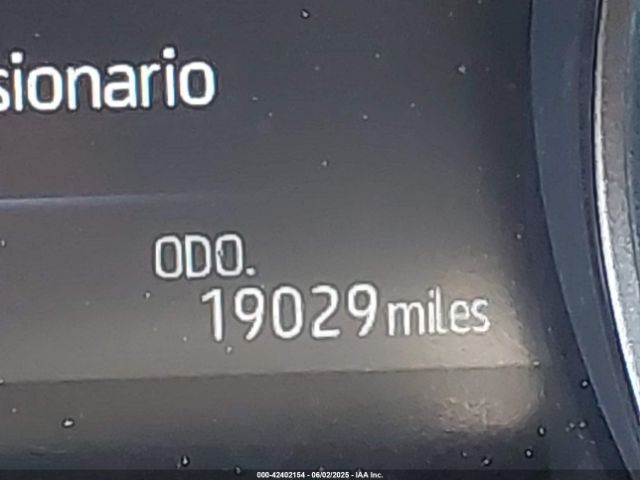 sionario
ODO.
19029 miles
000-42402154 - 06/02/2025 - IAA Inc.